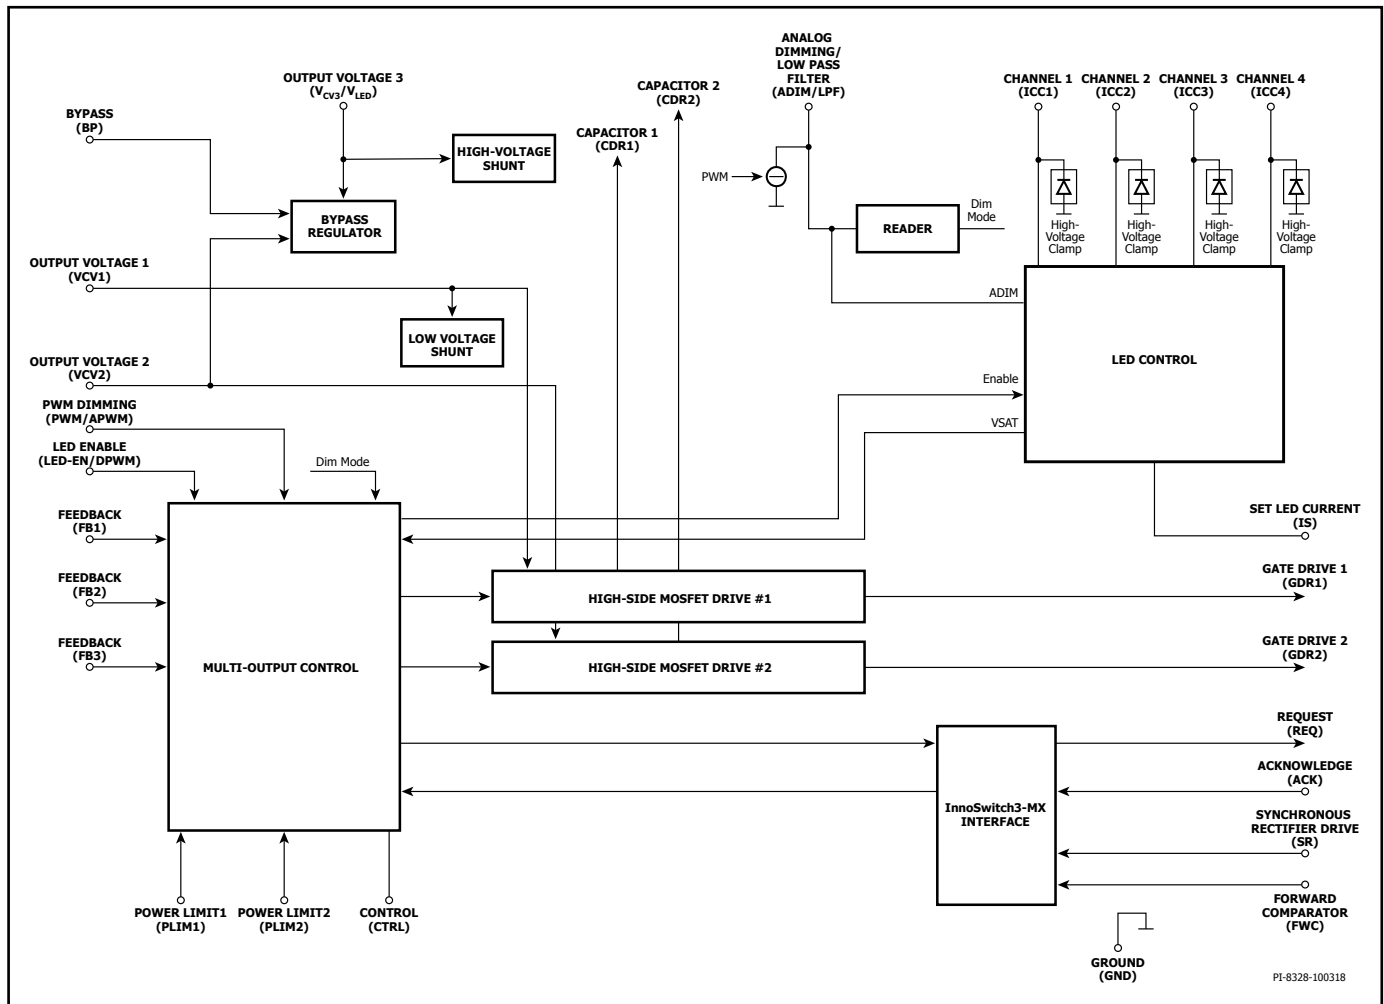 ANALOG
DIMMING/
LOW PASS
FILTER
(ADIM/LPF)
OUTPUT VOLTAGE 3
(VCV3/VLED)
CAPACITOR 2
(CDR2)
CHANNEL 1
(ICC1)
CHANNEL 2
(ICC2)
CHANNEL 3
(ICC3)
CHANNEL 4
(ICC4)
BYPASS
(BP)
CAPACITOR 1
(CDR1)
HIGH-VOLTAGE
SHUNT
PWM
BYPASS
REGULATOR
READER
Dim
Mode
High-
Voltage
Clamp
High-
Voltage
Clamp
High-
Voltage
Clamp
High-
Voltage
Clamp
OUTPUT VOLTAGE 1
(VCV1)
ADIM
LOW VOLTAGE
SHUNT
LED CONTROL
OUTPUT VOLTAGE 2
(VCV2)
Enable
PWM DIMMING
(PWM/APWM)
VSAT
LED ENABLE
(LED-EN/DPWM)
Dim Mode
SET LED CURRENT
(IS)
FEEDBACK
(FB1)
GATE DRIVE 1
(GDR1)
FEEDBACK
(FB2)
HIGH-SIDE MOSFET DRIVE #1
FEEDBACK
(FB3)
MULTI-OUTPUT CONTROL
HIGH-SIDE MOSFET DRIVE #2
GATE DRIVE 2
(GDR2)
REQUEST
(REQ)
ACKNOWLEDGE
(ACK)
InnoSwitch3-MX
INTERFACE
SYNCHRONOUS
RECTIFIER DRIVE
(SR)
POWER LIMIT1
(PLIM1)
POWER LIMIT2
(PLIM2)
CONTROL
(CTRL)
FORWARD
COMPARATOR
(FWC)
GROUND
(GND)
PI-8328-100318